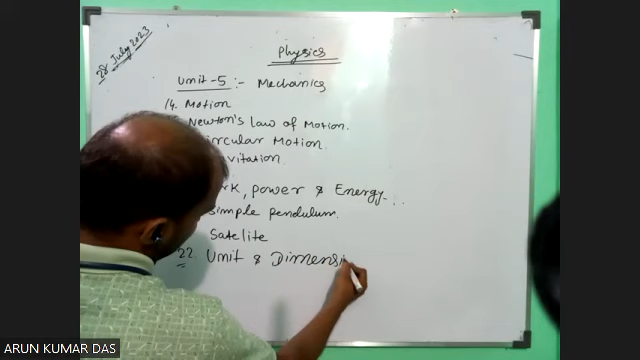 28 July 2023
Physics
Unit-5 :- Mechanics
14. Motion
Newton's law of Motion.
ircular Motion.
vitation.
rk, power & Energy...
simple pendulum.
Satelite
22. Unit & Dimensi
ARUN KUMAR DAS